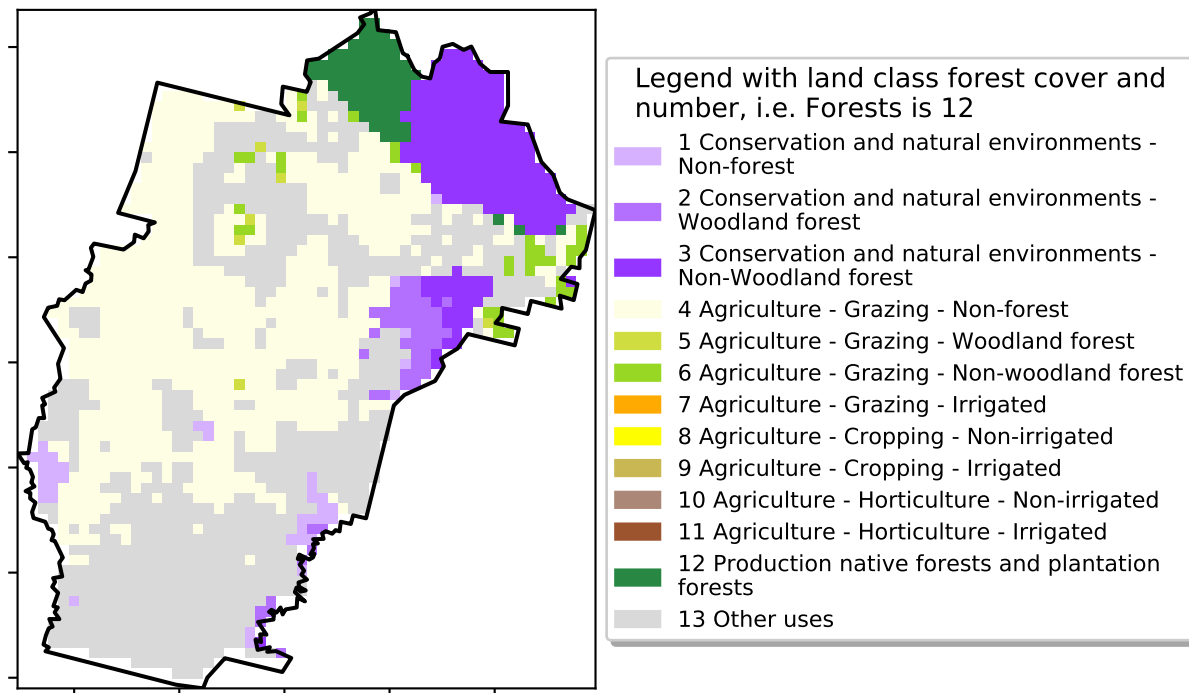 Legend with land class forest cover and
number, i.e. Forests is 12
1 Conservation and natural environments -
Non-forest
2 Conservation and natural environments -
Woodland forest
3 Conservation and natural environments -
Non-Woodland forest
4 Agriculture - Grazing - Non-forest
5 Agriculture - Grazing - Woodland forest
6 Agriculture - Grazing - Non-woodland forest
7 Agriculture - Grazing - Irrigated
8 Agriculture - Cropping - Non-irrigated
9 Agriculture - Cropping - Irrigated
10 Agriculture - Horticulture - Non-irrigated
11 Agriculture - Horticulture - Irrigated
12 Production native forests and plantation
forests
13 Other uses